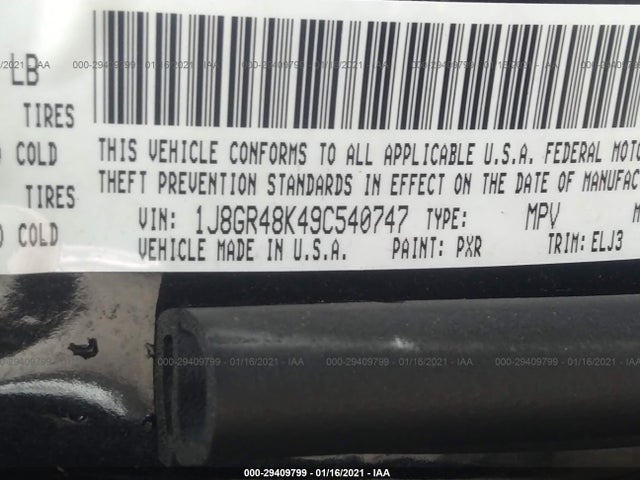 LB
TIRES
COLD
TIRES
COLD
THIS VEHICLE CONFORMS TO ALL APPLICABLE U.S.A. FEDERAL MOTO
THEFT PREVENTION STANDARDS IN EFFECT ON THE DATE OF MANUFAC
VIN: 1J8GR48K49C540747 TYPE: MPV
VEHICLE MADE IN U.S.A. PAINT: PXR TRIM: ELJ3
000-29409799 - 01/16/2021 - IAA